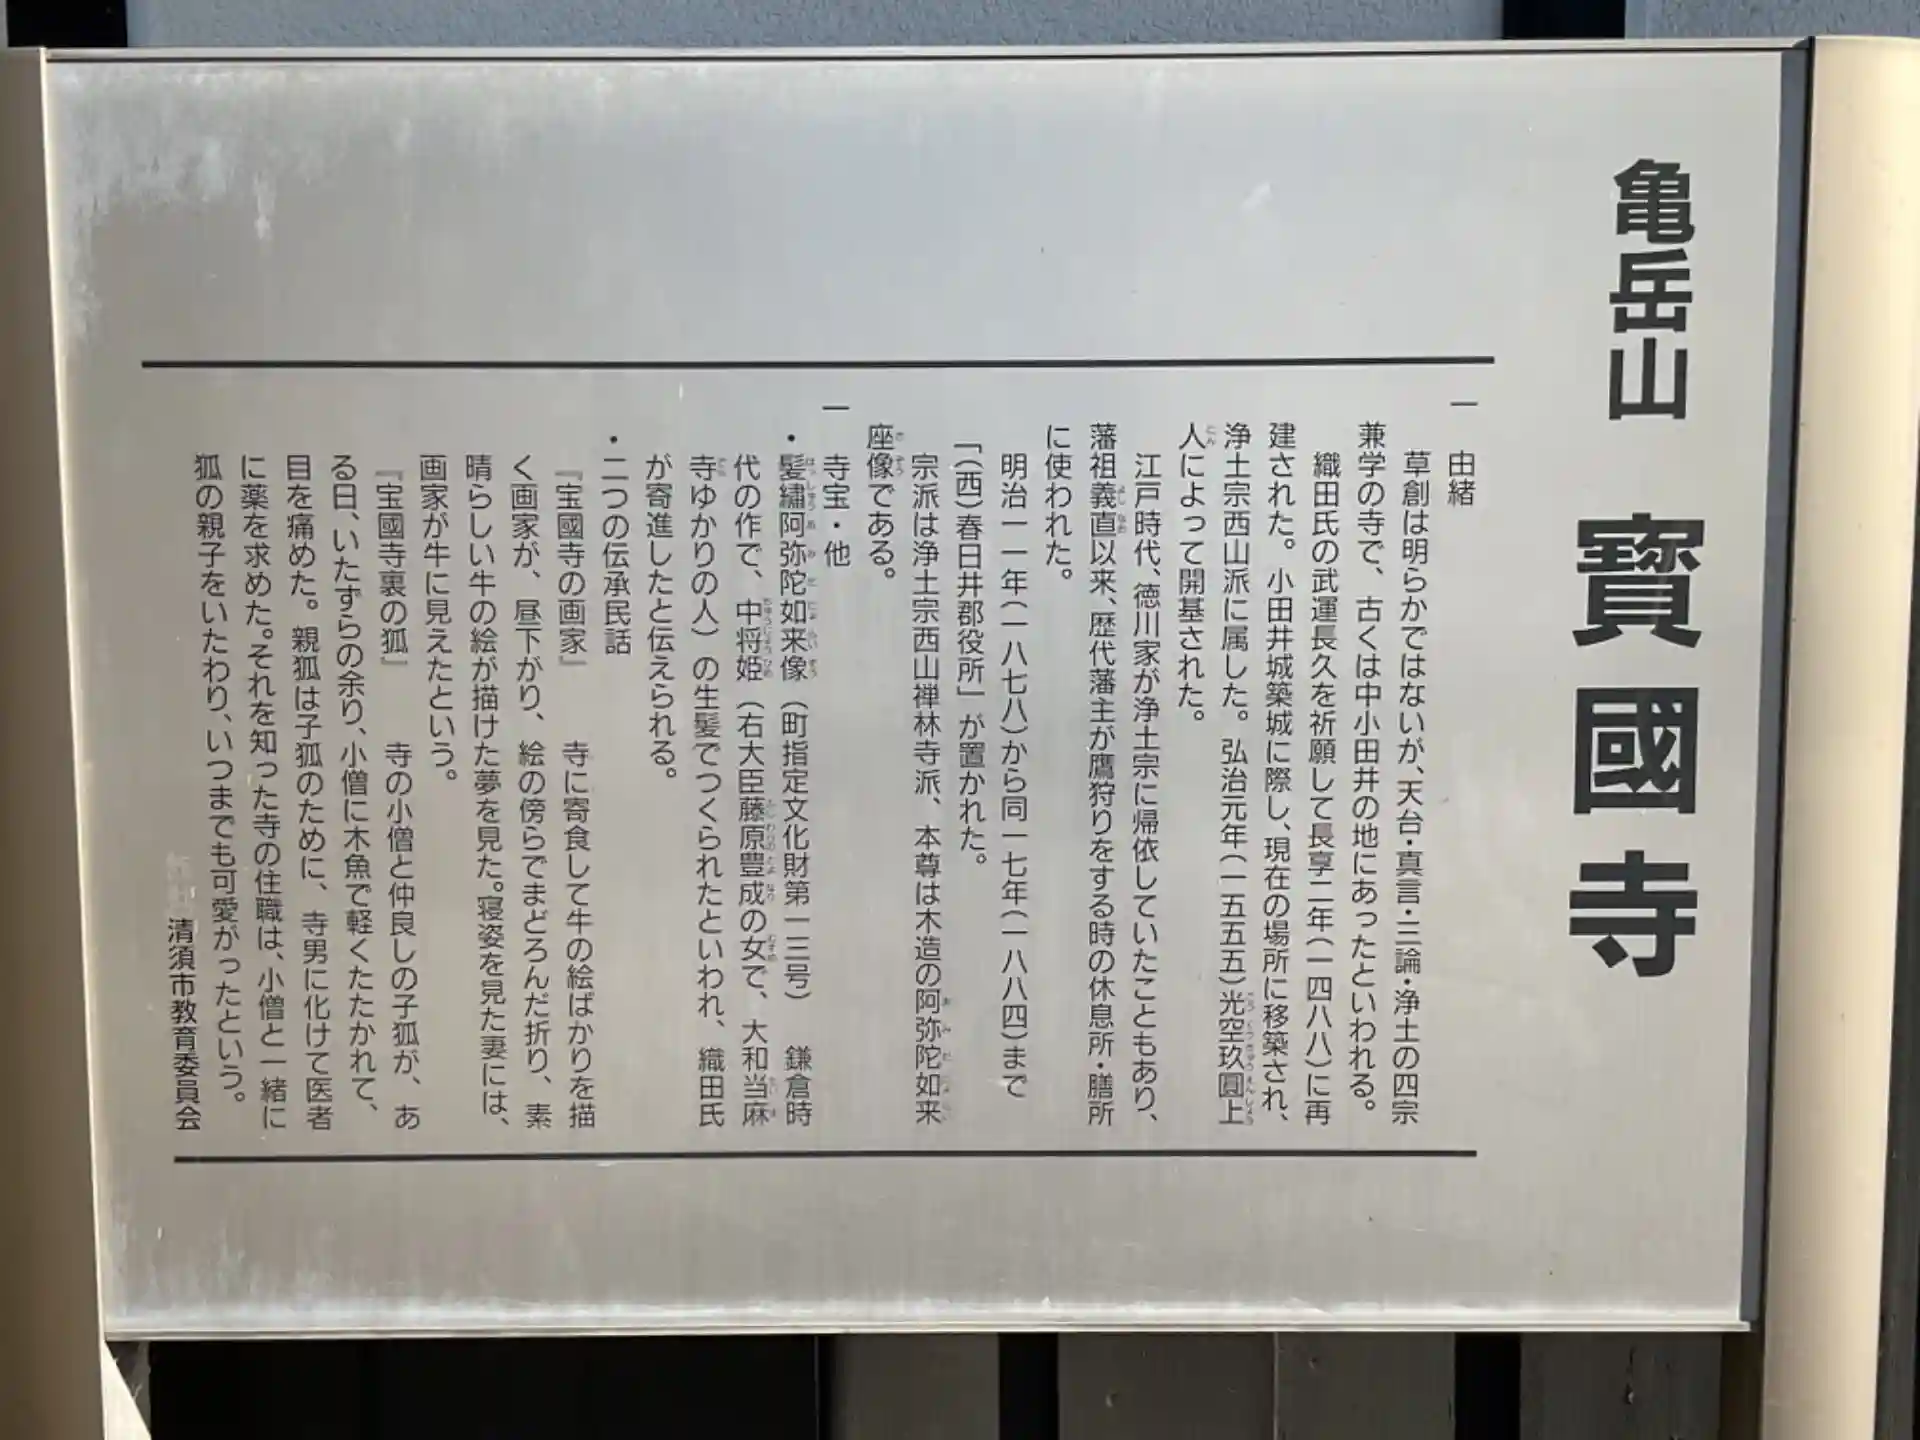 亀岳山 寳國寺
一 由緒
草創は明らかではないが、天台・真言・三論・浄土の四宗
兼学の寺で、古くは中小田井の地にあったといわれる。
織田氏の武運長久を祈願して長享二年(一四八八)に再
建された。小田井城築城に際し、現在の場所に移築され、
浄土宗西山派に属した。弘治元年(一五五五)光空玖圓上
人によって開基された。
江戸時代、徳川家が浄土宗に帰依していたこともあり、
藩祖義直以来、歴代藩主が鷹狩りをする時の休息所・膳所
に使われた。
明治一一年(一八七八)から同一七年(一八八四)まで
「(西)春日井郡役所」が置かれた。
宗派は浄土宗西山禅林寺派、本尊は木造の阿弥陀如来
座像である。
一 寺宝・他
・髪繡阿弥陀如来像(町指定文化財第一三号) 鎌倉時
代の作で、中将姫(右大臣藤原豊成の女で、大和当麻
寺ゆかりの人)の生髪でつくられたといわれ、織田氏
が寄進したと伝えられる。
・二つの伝承民話
『宝國寺の画家』 寺に寄食して牛の絵ばかりを描
く画家が、昼下がり、絵の傍らでまどろんだ折り、素
晴らしい牛の絵が描けた夢を見た。寝姿を見た妻には、
画家が牛に見えたという。
『宝國寺裏の狐』 寺の小僧と仲良しの子狐が、あ
る日、いたずらの余り、小僧に木魚で軽くたたかれて、
目を痛めた。親狐は子狐のために、寺男に化けて医者
に薬を求めた。それを知った寺の住職は、小僧と一緒に
狐の親子をいたわり、いつまでも可愛がったという。
清須市教育委員会